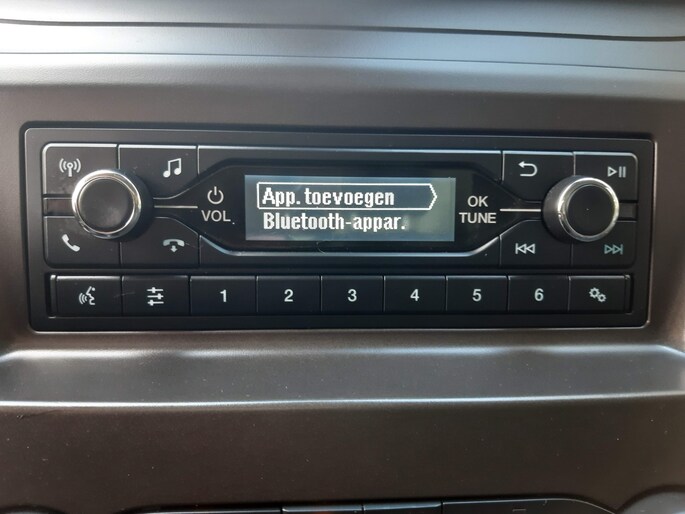 App. toevoegen
Bluetooth-appar.
VOL
OK
TUNE
1 2 3 4 5 6